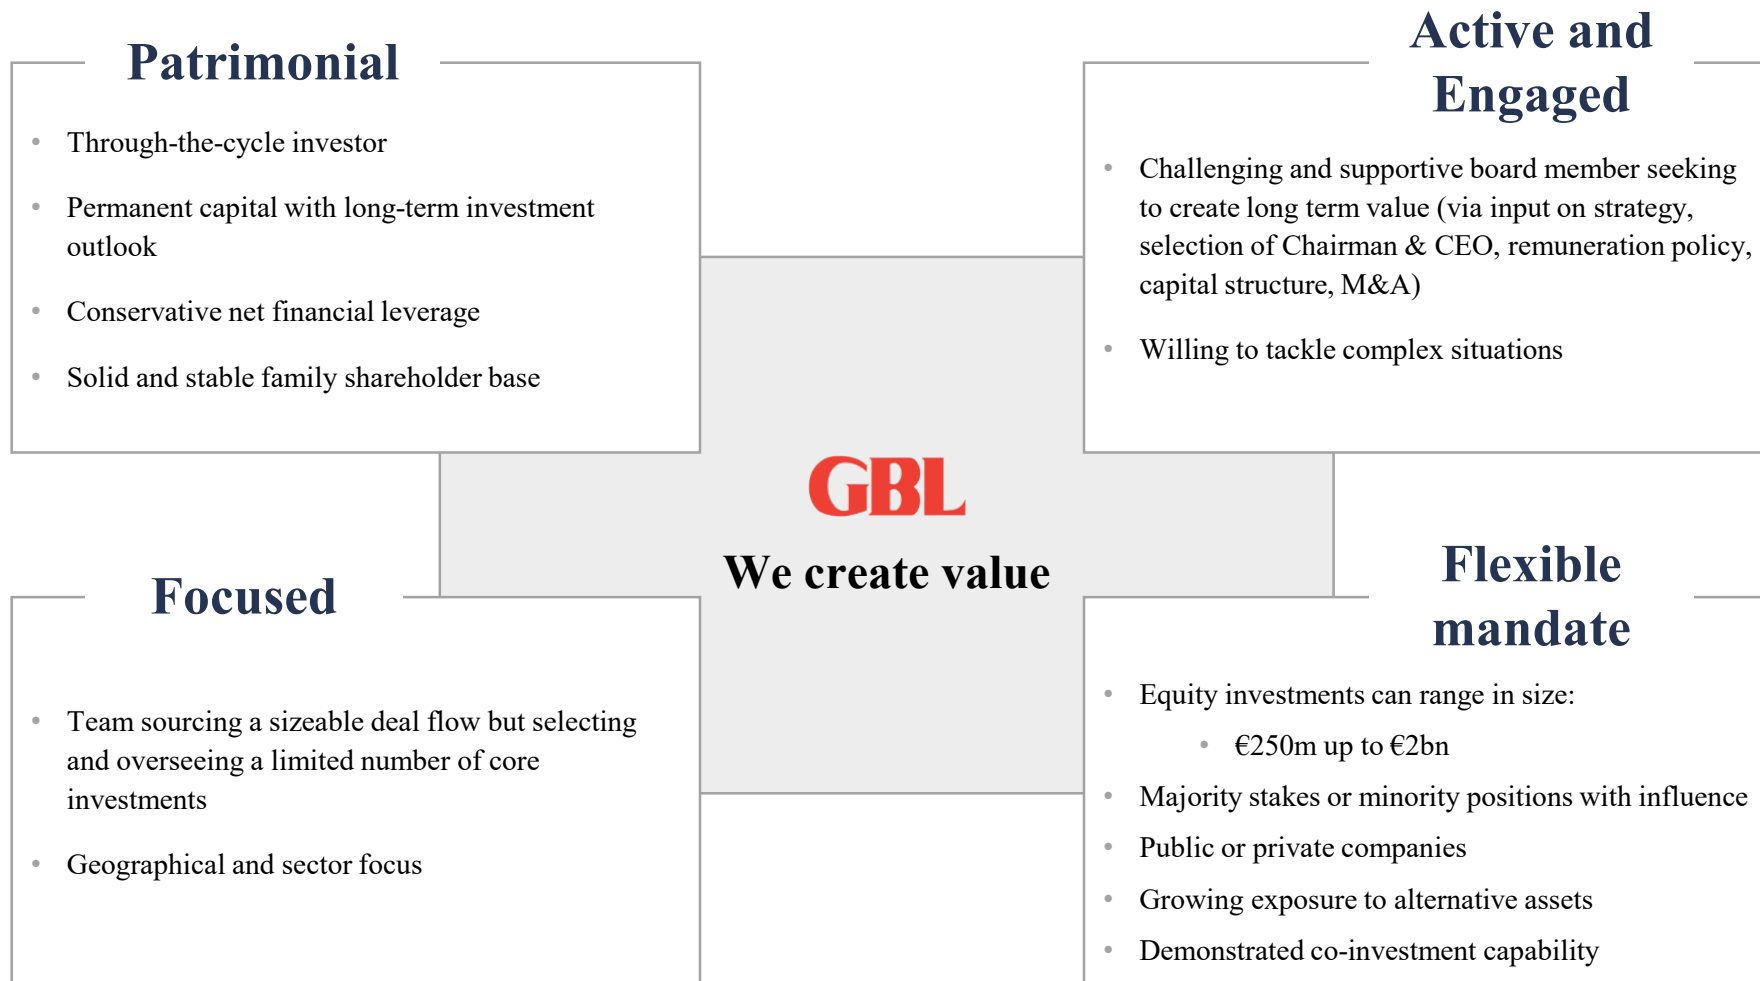 Patrimonial
• Through-the-cycle investor
• Permanent capital with long-term investment
outlook
• Conservative net financial leverage
• Solid and stable family shareholder base
Active and
Engaged
• Challenging and supportive board member seeking
to create long term value (via input on strategy,
selection of Chairman & CEO, remuneration policy,
capital structure, M&A)
• Willing to tackle complex situations
GBL
We create value
Focused
• Team sourcing a sizeable deal flow but selecting
and overseeing a limited number of core
investments
• Geographical and sector focus
Flexible
mandate
• Equity investments can range in size:
• €250m up to €2bn
• Majority stakes or minority positions with influence
• Public or private companies
• Growing exposure to alternative assets
• Demonstrated co-investment capability